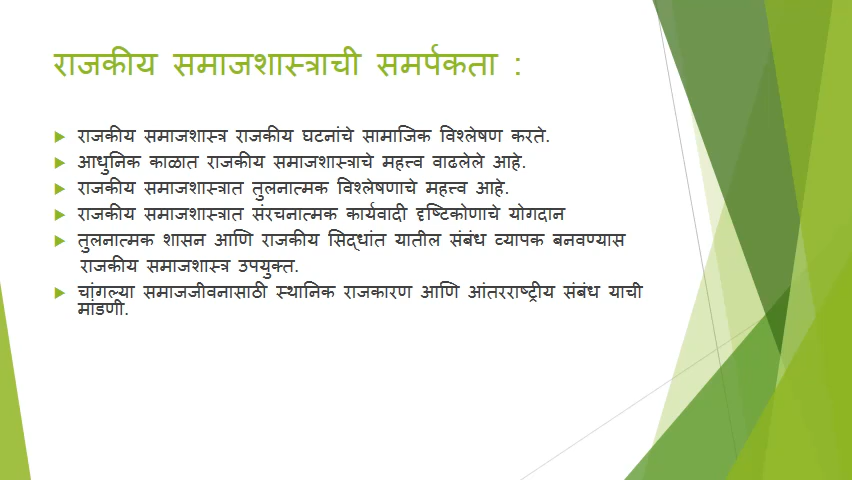 राजकीय समाजशास्त्राची समर्पकता :
राजकीय समाजशास्त्र राजकीय घटनांचे सामाजिक विश्लेषण करते.
आधुनिक काळात राजकीय समाजशास्त्राचे महत्त्व वाढलेले आहे.
राजकीय समाजशास्त्रात तुलनात्मक विश्लेषणाचे महत्त्व आहे.
राजकीय समाजशास्त्रात संरचनात्मक कार्यवादी दृष्टिकोणाचे योगदान
तुलनात्मक शासन आणि राजकीय सिद्धांत यातील संबंध व्यापक बनवण्यास
राजकीय समाजशास्त्र उपयुक्त.
चांगल्या समाजजीवनासाठी स्थानिक राजकारण आणि आंतरराष्ट्रीय संबंध याची
मांडणी.